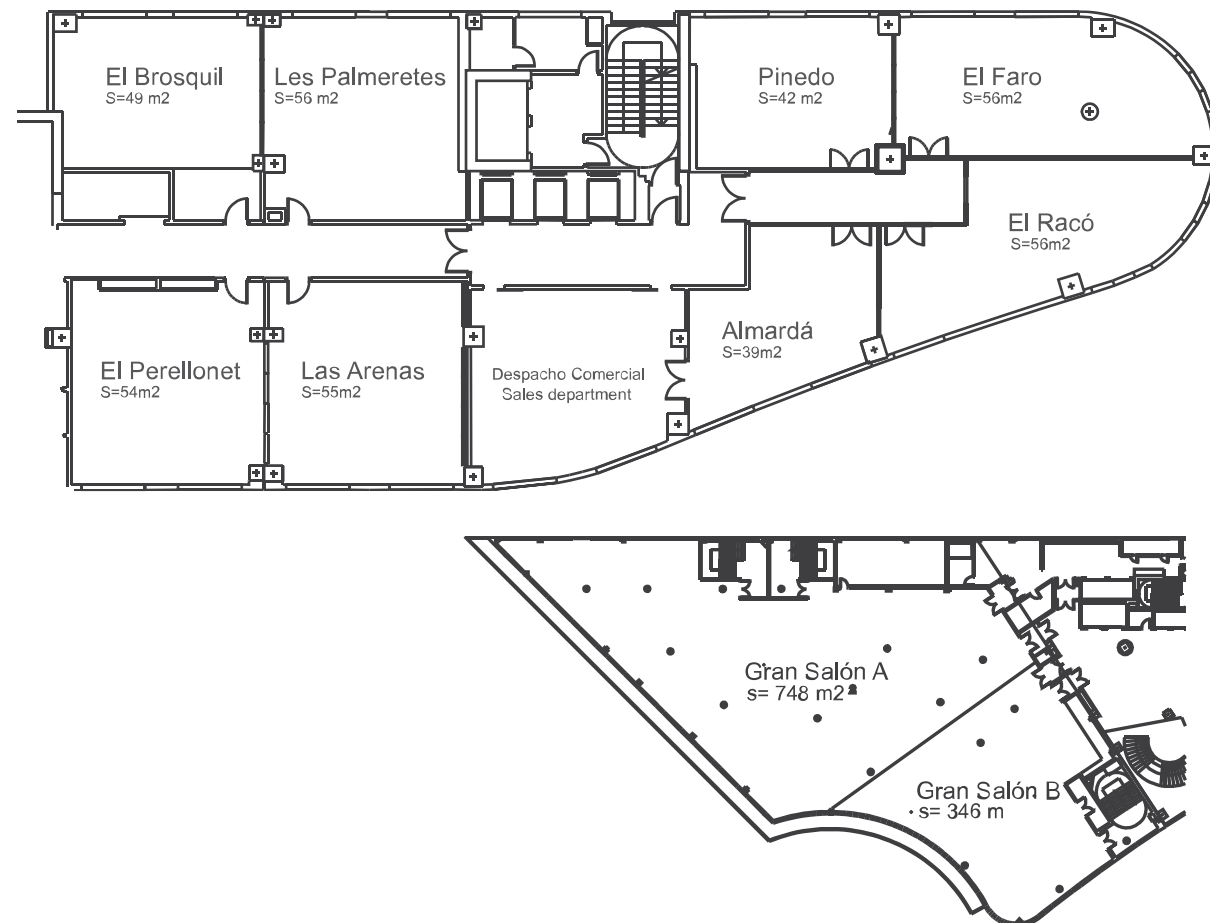 El Brosquil
S=49 m2
Les Palmeretes
S=56 m2
Pinedo
S=42 m2
El Faro
S=56m2
El Racó
S=56m2
El Perellonet
S=54m2
Las Arenas
S=55m2
Despacho Comercial
Sales department
Almardá
S=39m2
Gran Salón A
s= 748 m2²
Gran Salón B
s= 346 m